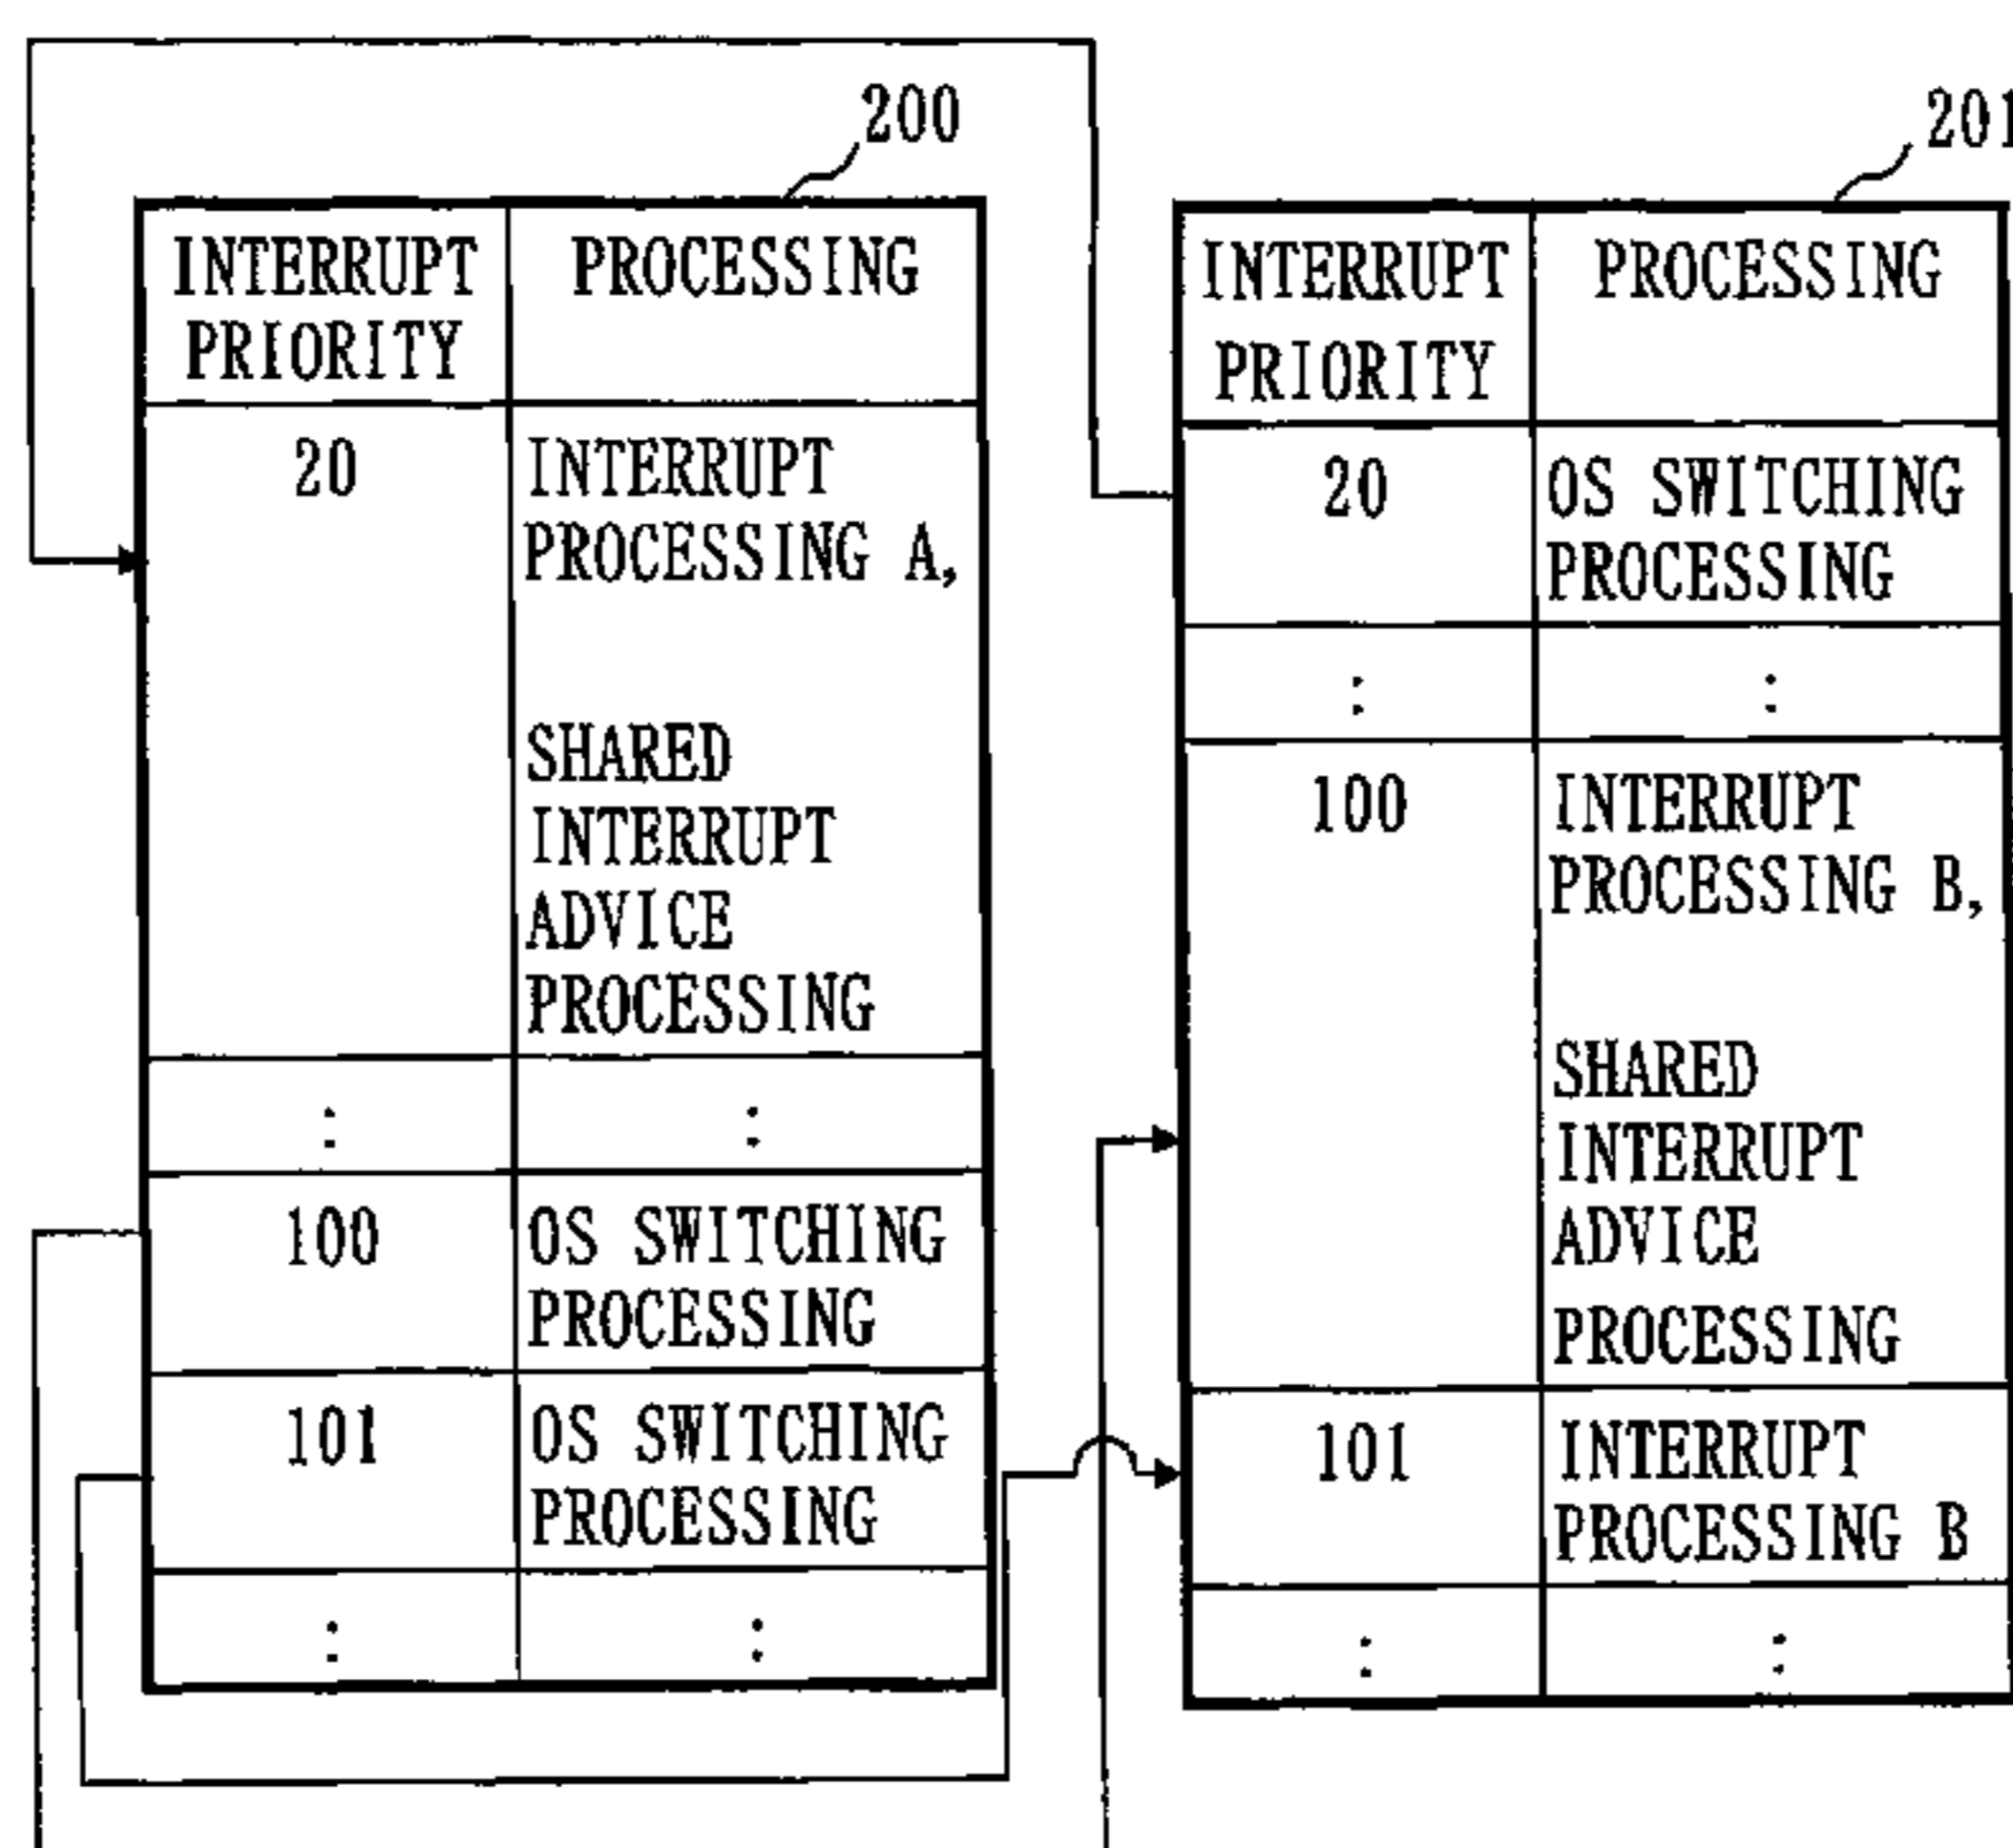 200
INTERRUPT PRIORITY
PROCESSING
20
INTERRUPT
PROCESSING A,
SHARED
INTERRUPT
ADVICE
PROCESSING
:
:
100
OS SWITCHING
PROCESSING
101
OS SWITCHING
PROCESSING
:
:
201
INTERRUPT PRIORITY
PROCESSING
20
OS SWITCHING
PROCESSING
:
:
100
INTERRUPT
PROCESSING B,
SHARED
INTERRUPT
ADVICE
PROCESSING
101
INTERRUPT
PROCESSING B
:
: